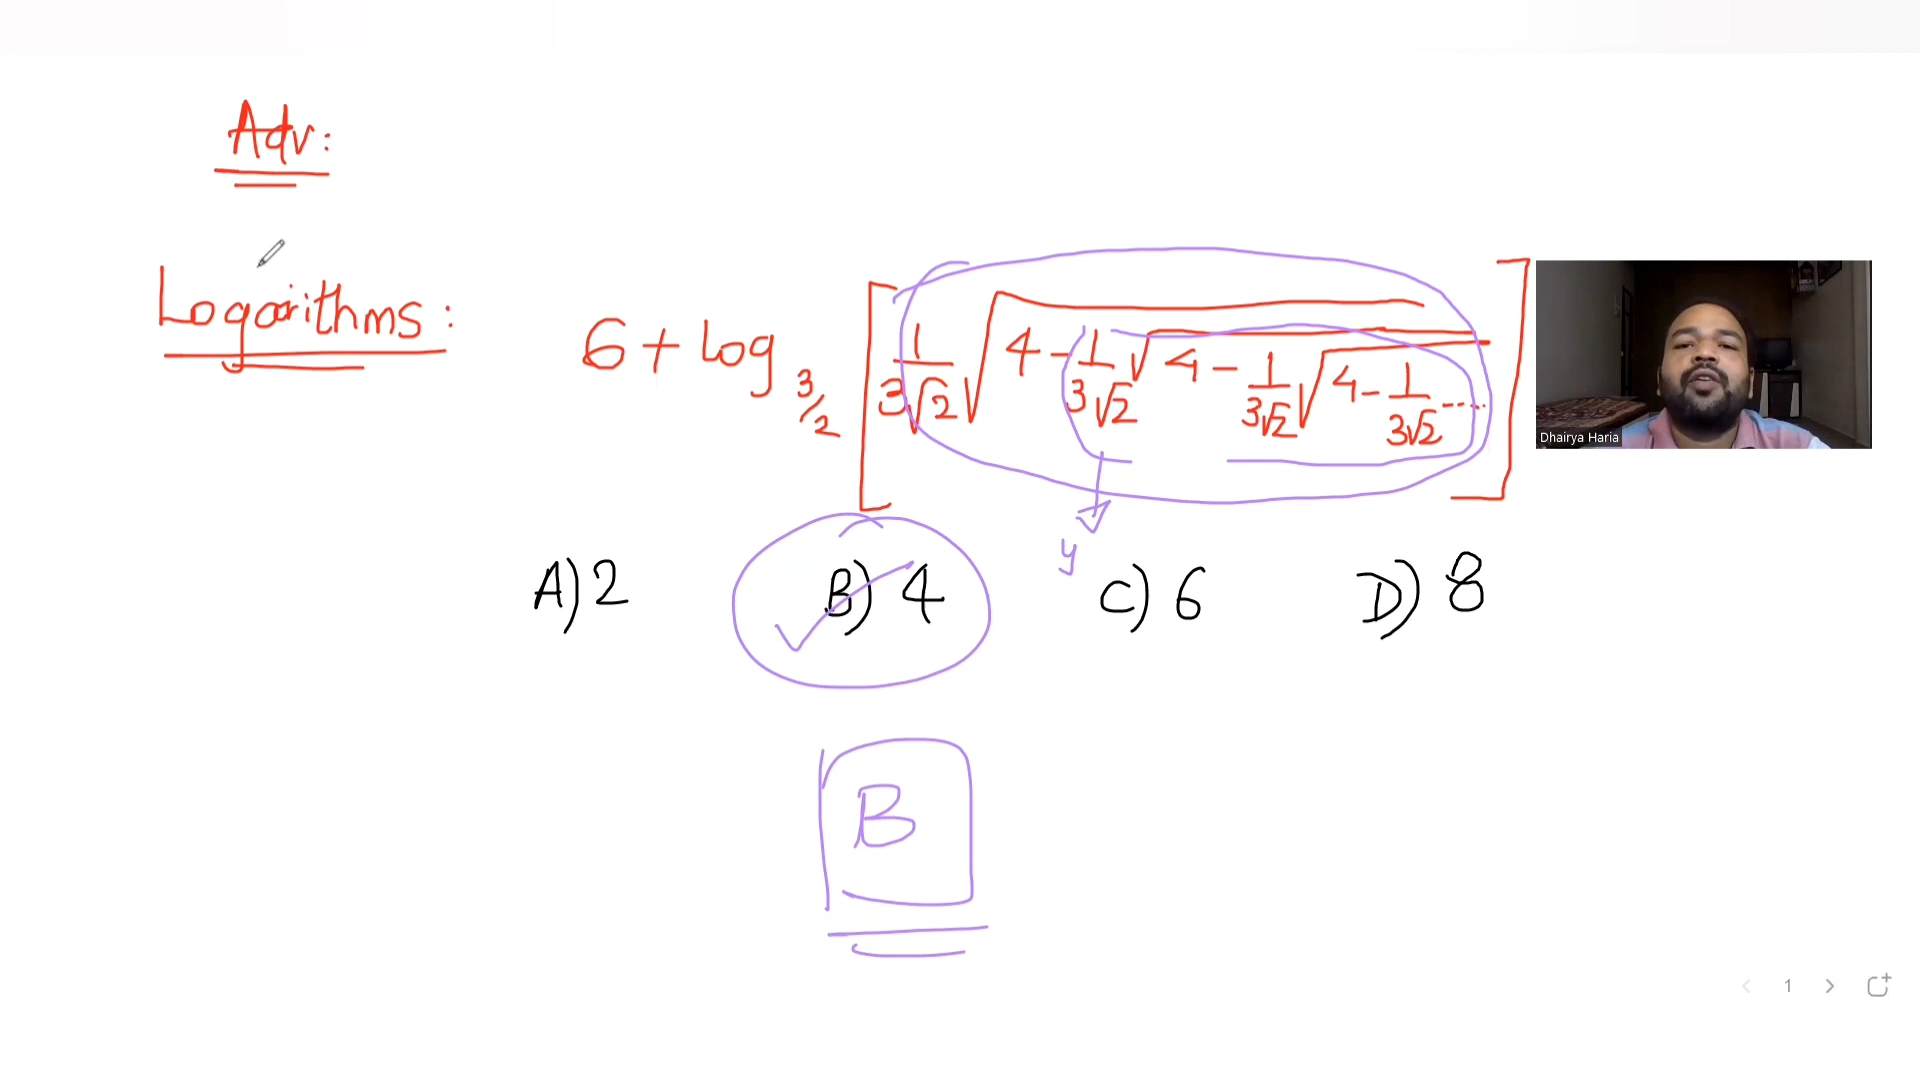 Adv:
Logarithms:
6 + log 3/2 [ 1/3√2 √ 4 - 1/3√2 √ 4 - 1/3√2 √ 4 - 1/3√2 .... ]
Dhairya Haria
y
A) 2 B) 4 C) 6 D) 8
B
1